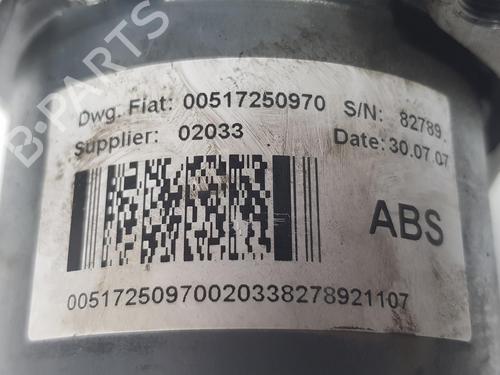 B-PARTS
Dwg. Fiat: 00517250970 S/N: 82789.
Supplier: 02033 Date: 30.07.07
ABS
00517250970020338278921107